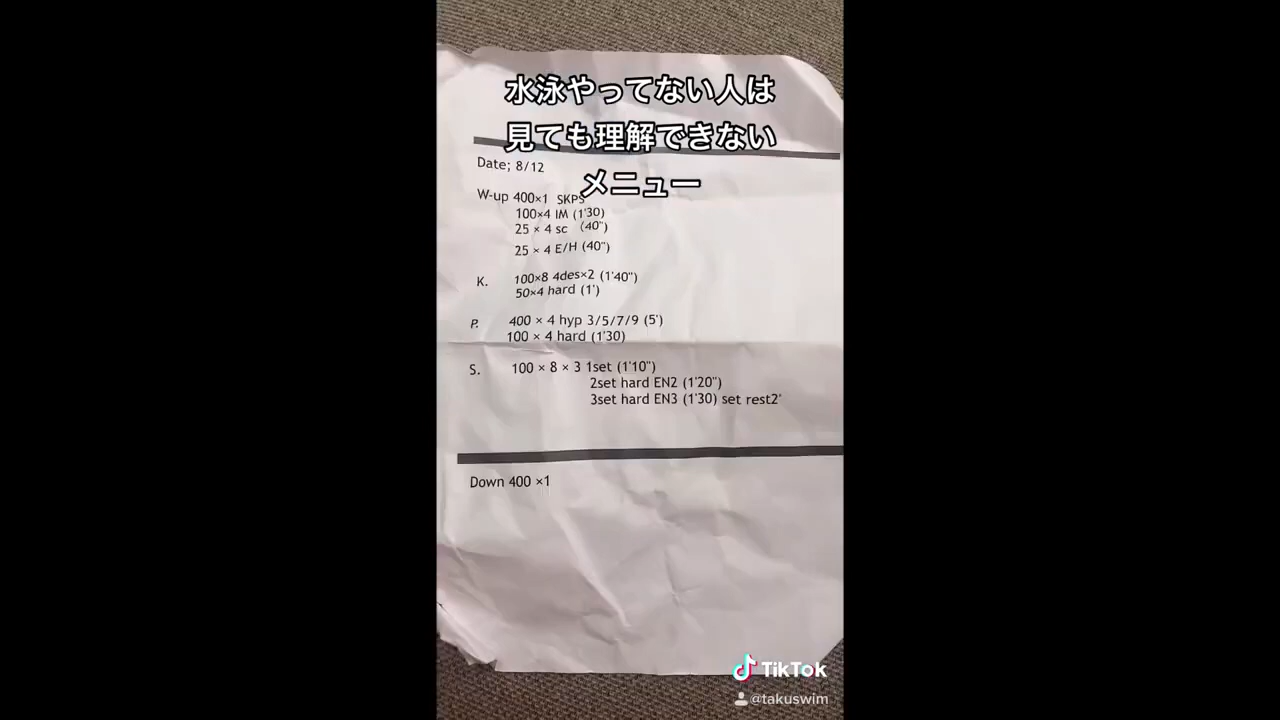 水泳やってない人は
見ても理解できない
メニュー
Date; 8/12
W-up 400×1 SKPS
100×4 IM (1'30)
25 × 4 sc (40")
25 × 4 E/H (40")
K. 100×8 4des×2 (1'40")
50×4 hard (1')
P. 400 × 4 hyp 3/5/7/9 (5')
100 × 4 hard (1'30)
S. 100 × 8 × 3 1set (1'10")
2set hard EN2 (1'20")
3set hard EN3 (1'30) set rest2'
Down 400 ×1
TikTok
@takuswim